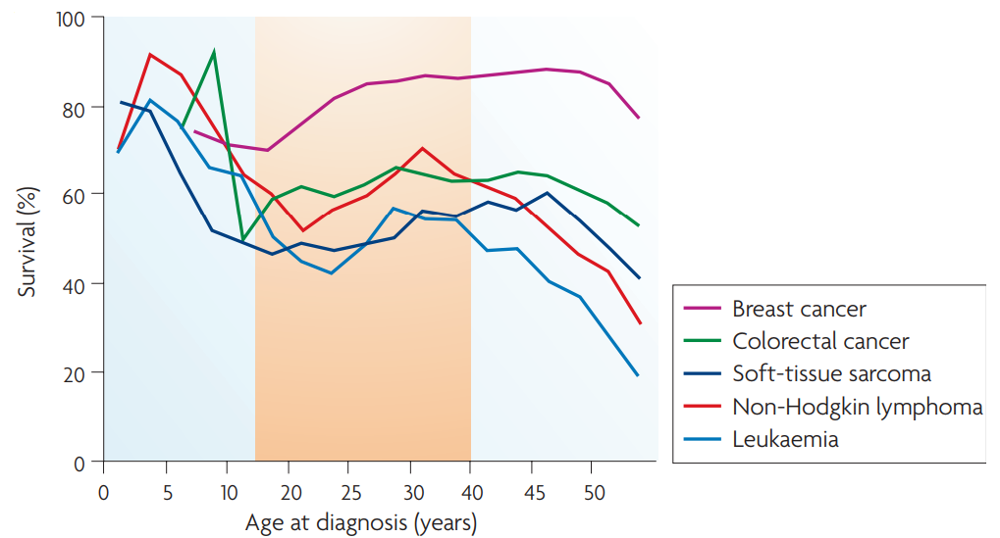 100
80
60
40
20
0
Survival (%)
0 5 10 20 25 30 40 45 50
Age at diagnosis (years)
Breast cancer
Colorectal cancer
Soft-tissue sarcoma
Non-Hodgkin lymphoma
Leukaemia